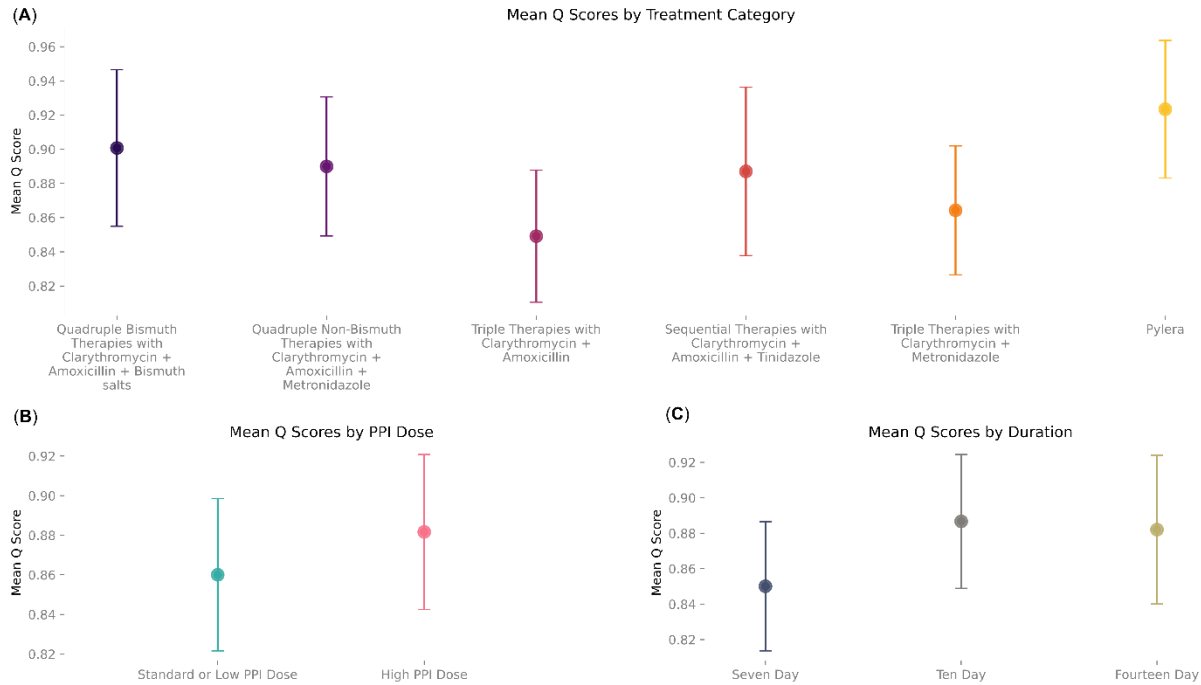 (A)
Mean Q Scores by Treatment Category
Mean Q Score
0.96
0.94
0.92
0.90
0.88
0.86
0.84
0.82
Quadruple Bismuth
Therapies with
Clarythromycin +
Amoxicillin + Bismuth
salts
Quadruple Non-Bismuth
Therapies with
Clarythromycin +
Amoxicillin +
Metronidazole
Triple Therapies with
Clarythromycin +
Amoxicillin
Sequential Therapies with
Clarythromycin +
Amoxicillin + Tinidazole
Triple Therapies with
Clarythromycin +
Metronidazole
Pylera
(B)
Mean Q Scores by PPI Dose
Mean Q Score
0.92
0.90
0.88
0.86
0.84
0.82
Standard or Low PPI Dose
High PPI Dose
(C)
Mean Q Scores by Duration
Mean Q Score
0.92
0.90
0.88
0.86
0.84
0.82
Seven Day
Ten Day
Fourteen Day